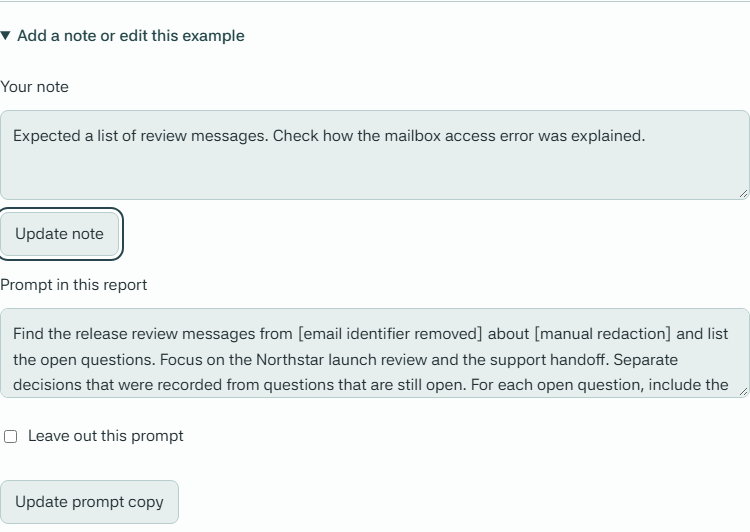 Add a note or edit this example
Your note
Expected a list of review messages. Check how the mailbox access error was explained.
Update note
Prompt in this report
Find the release review messages from [email identifier removed] about [manual redaction] and list
the open questions. Focus on the Northstar launch review and the support handoff. Separate
decisions that were recorded from questions that are still open. For each open question, include the
Leave out this prompt
Update prompt copy